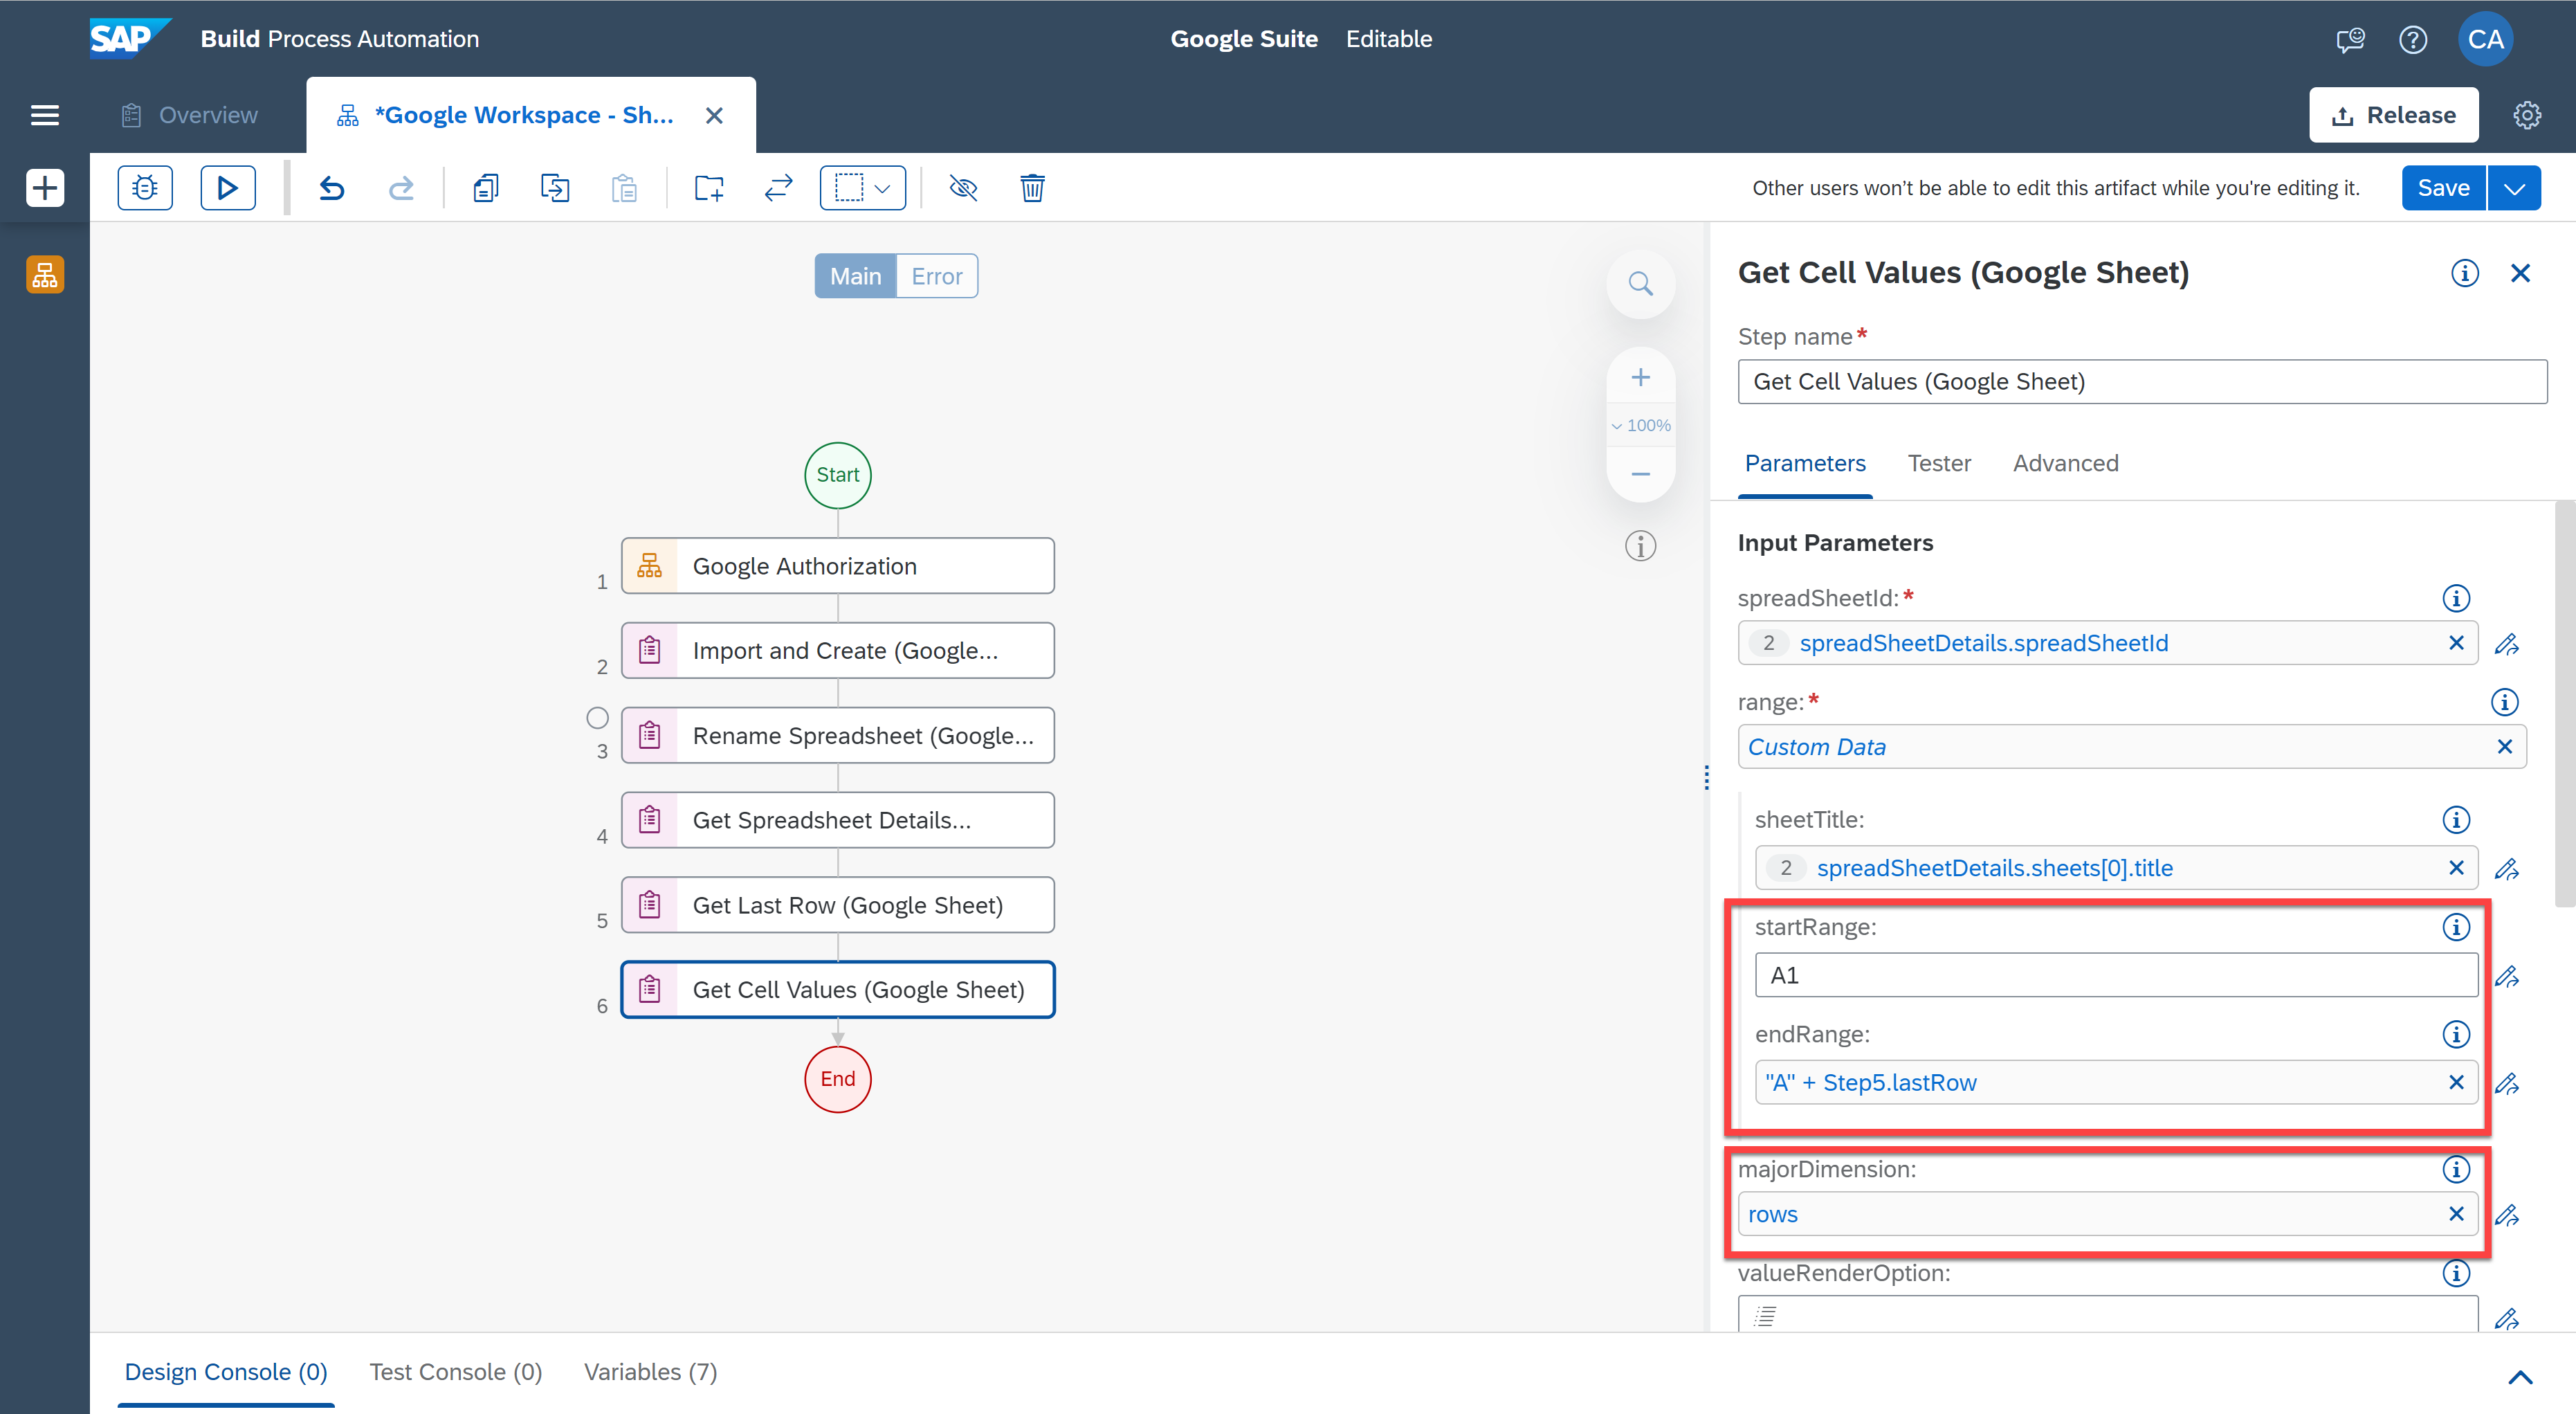 SAP Build Process Automation
Google Suite Editable
CA
Overview
*Google Workspace - Sh...
Release
Other users won't be able to edit this artifact while you're editing it.
Save
Main
Error
100%
Start
1 Google Authorization
2 Import and Create (Google...
3 Rename Spreadsheet (Google...
4 Get Spreadsheet Details...
5 Get Last Row (Google Sheet)
6 Get Cell Values (Google Sheet)
End
Get Cell Values (Google Sheet)
Step name*
Get Cell Values (Google Sheet)
Parameters Tester Advanced
Input Parameters
spreadSheetId:*
2 spreadSheetDetails.spreadSheetId
range:*
Custom Data
sheetTitle:
2 spreadSheetDetails.sheets[0].title
startRange:
A1
endRange:
"A" + Step5.lastRow
majorDimension:
rows
valueRenderOption:
Design Console (0) Test Console (0) Variables (7)